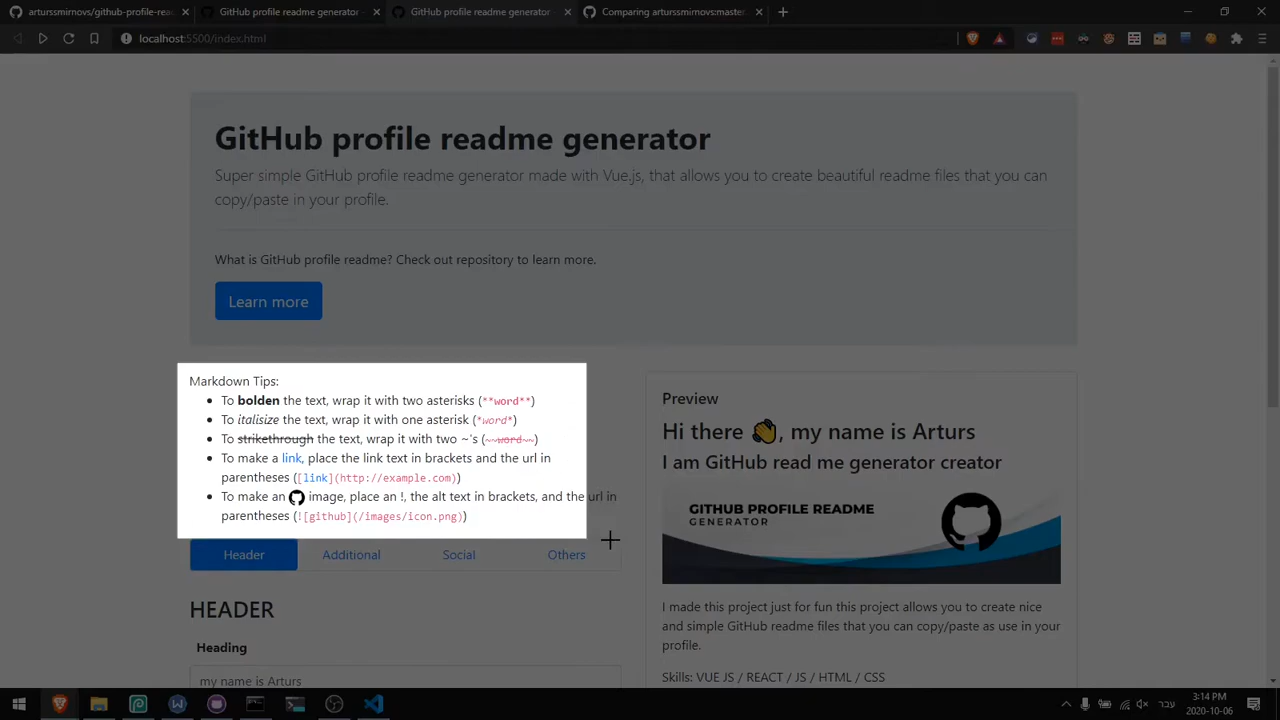 arturssmirnovs/github-profile-rea
GitHub profile readme generator -
GitHub profile readme generator
Comparing arturssmirnovs:master
localhost:5500/index.html
GitHub profile readme generator
Super simple GitHub profile readme generator made with Vue.js, that allows you to create beautiful readme files that you can
copy/paste in your profile.
What is GitHub profile readme? Check out repository to learn more.
Learn more
Markdown Tips:
To bolden the text, wrap it with two asterisks (**word**)
To italisize the text, wrap it with one asterisk (*word*)
To strikethrough the text, wrap it with two ~'s (~~word~~)
To make a link, place the link text in brackets and the url in
parentheses ([link](http://example.com))
To make an image, place an !, the alt text in brackets, and the url in
parentheses (![github](/images/icon.png))
Header
Additional
Social
Others
HEADER
Heading
my name is Arturs
Preview
Hi there 👋, my name is Arturs
I am GitHub read me generator creator
GITHUB PROFILE README
GENERATOR
I made this project just for fun this project allows you to create nice
and simple GitHub readme files that you can copy/paste as use in your
profile.
Skills: VUE JS / REACT / JS / HTML / CSS
עבר
3:14 PM
2020-10-06